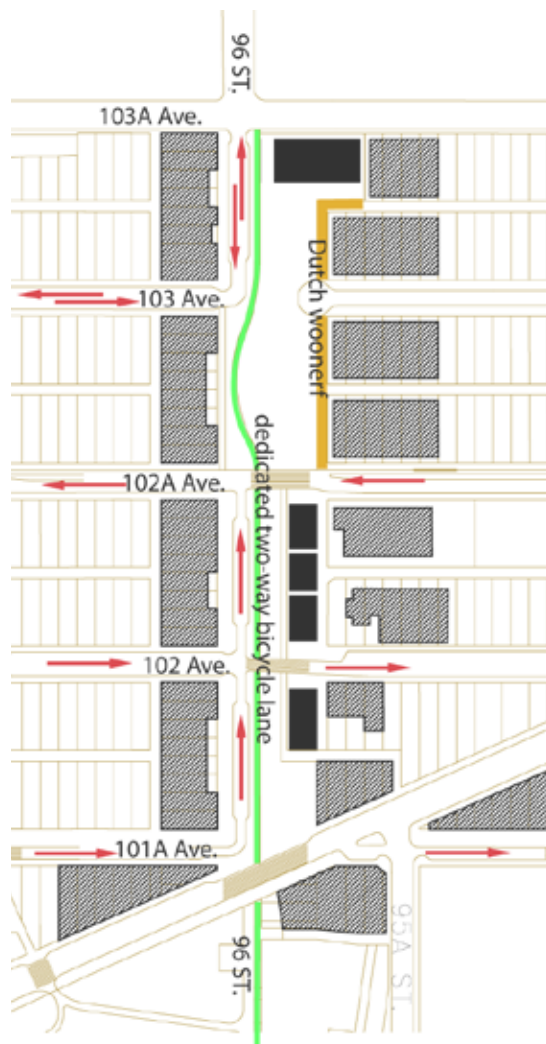 96 ST.
103A Ave.
Dutch woonerf
103 Ave.
dedicated two-way bicycle lane
102A Ave.
102 Ave.
101A Ave.
95A ST.
96 ST.